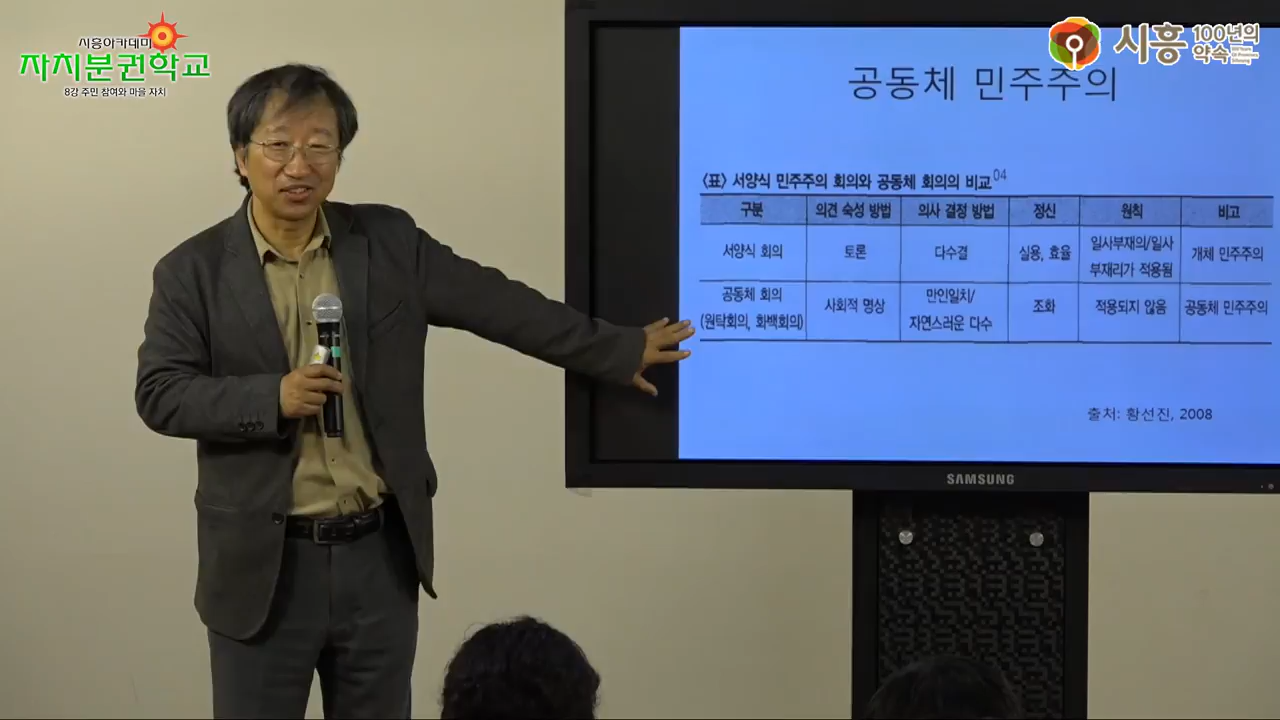 시흥아카데미
자치분권학교
8강 주민 참여와 마을 자치
시흥 100년의 약속
공동체 민주주의
<표> 서양식 민주주의 회의와 공동체 회의의 비교 04
구분 의견 숙성 방법 의사 결정 방법 정신 원칙 비고
서양식 회의 토론 다수결 실용, 효율 일사부재의/일사부재리가 적용됨 개체 민주주의
공동체 회의 (원탁회의, 화백회의) 사회적 명상 만인일치/자연스러운 다수 조화 적용되지 않음 공동체 민주주의
출처: 황선진, 2008
SAMSUNG